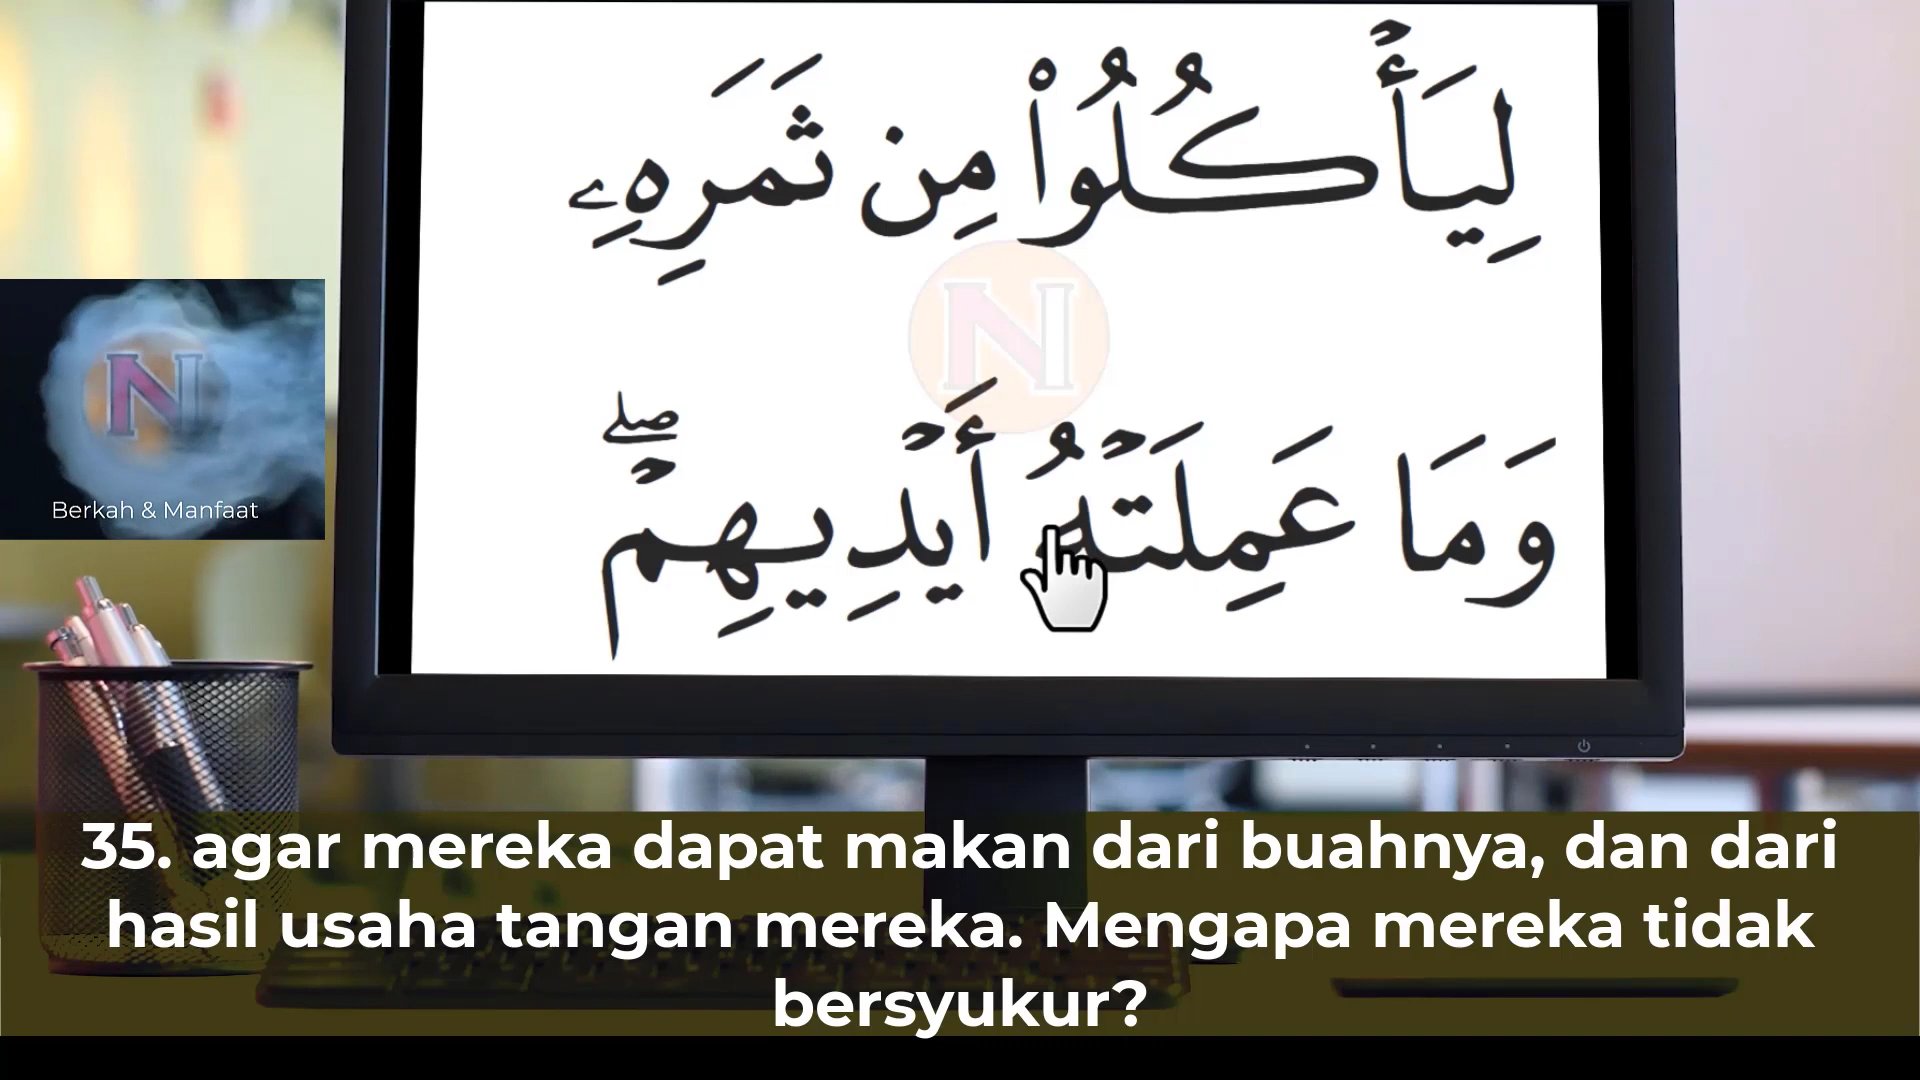 لِيَأۡكُلُواْ مِن ثَمَرِهِۦ
وَمَا عَمِلَتۡهُ أَيۡدِيهِمۡۖ
N
N
Berkah & Manfaat
35. agar mereka dapat makan dari buahnya, dan dari
hasil usaha tangan mereka. Mengapa mereka tidak
bersyukur?